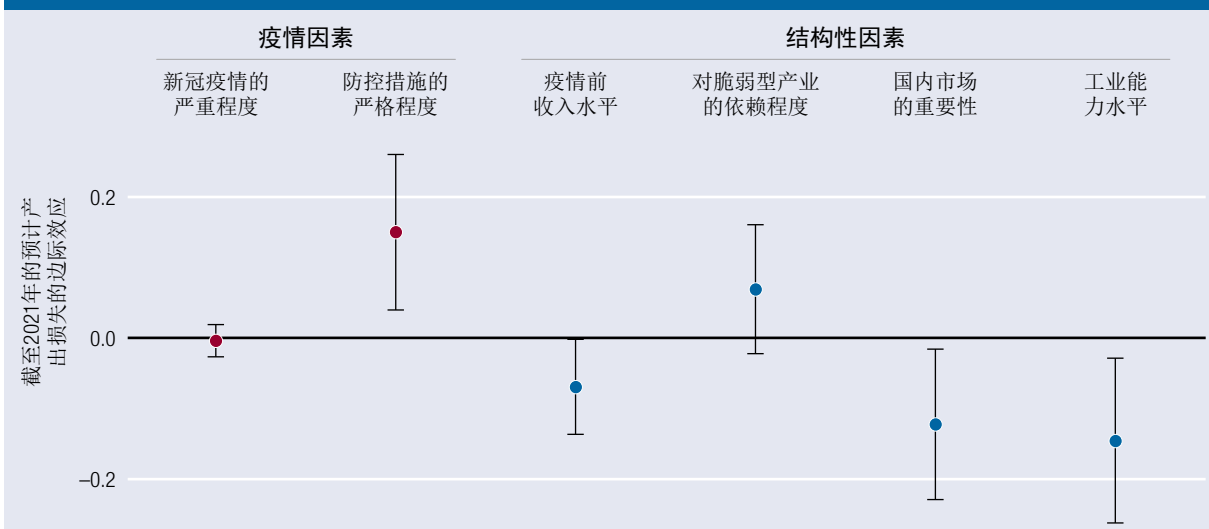 疫情因素
结构性因素
新冠疫情的
严重程度
防控措施的
严格程度
疫情前
收入水平
对脆弱型产业
的依赖程度
国内市场
的重要性
工业能
力水平
截至2021年的预计产
出损失的边际效应
0.2
0.0
–0.2